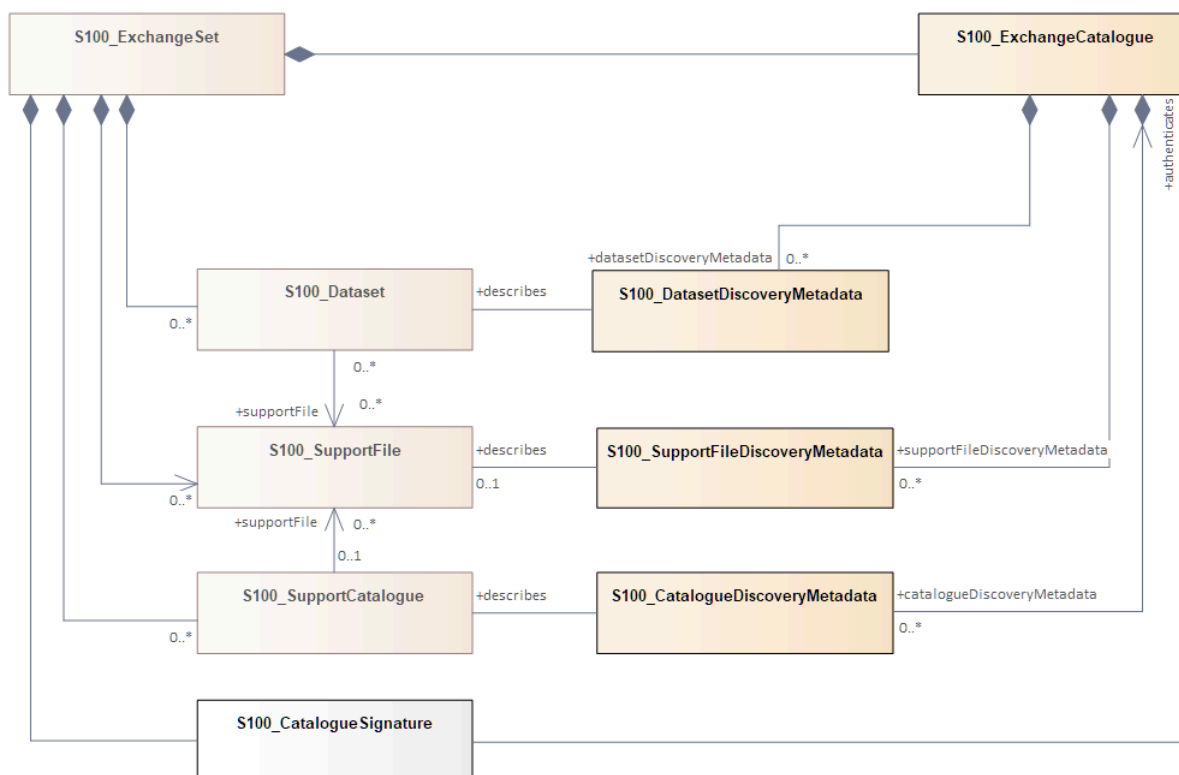 S100_ExchangeSet
S100_ExchangeCatalogue
+authenticates
+datasetDiscoveryMetadata
0..*
S100_Dataset
+describes
S100_DatasetDiscoveryMetadata
0..*
0..*
0..*
+supportFile
S100_SupportFile
+describes
S100_SupportFileDiscoveryMetadata
+supportFileDiscoveryMetadata
0..1
0..*
0..*
+supportFile
0..*
0..1
S100_SupportCatalogue
+describes
S100_CatalogueDiscoveryMetadata
+catalogueDiscoveryMetadata
0..*
0..*
S100_CatalogueSignature